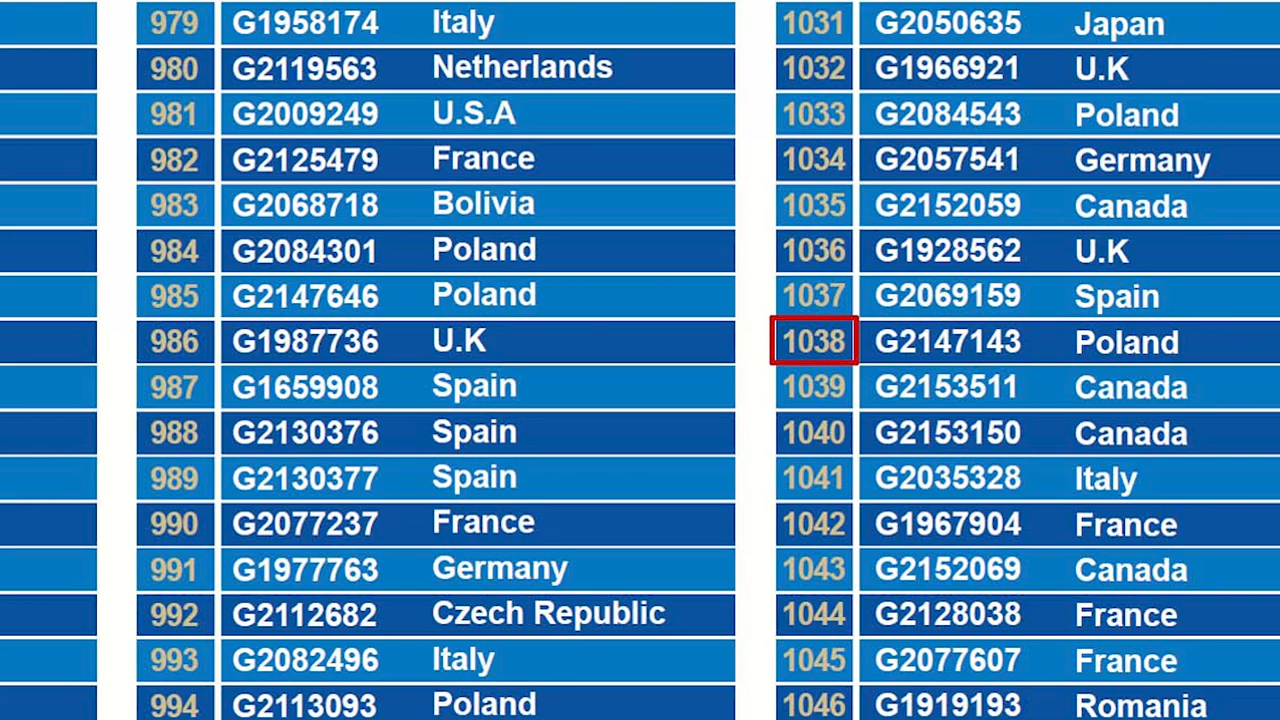 979 G1958174 Italy
980 G2119563 Netherlands
981 G2009249 U.S.A
982 G2125479 France
983 G2068718 Bolivia
984 G2084301 Poland
985 G2147646 Poland
986 G1987736 U.K
987 G1659908 Spain
988 G2130376 Spain
989 G2130377 Spain
990 G2077237 France
991 G1977763 Germany
992 G2112682 Czech Republic
993 G2082496 Italy
994 G2113093 Poland
1031 G2050635 Japan
1032 G1966921 U.K
1033 G2084543 Poland
1034 G2057541 Germany
1035 G2152059 Canada
1036 G1928562 U.K
1037 G2069159 Spain
1038 G2147143 Poland
1039 G2153511 Canada
1040 G2153150 Canada
1041 G2035328 Italy
1042 G1967904 France
1043 G2152069 Canada
1044 G2128038 France
1045 G2077607 France
1046 G1919193 Romania